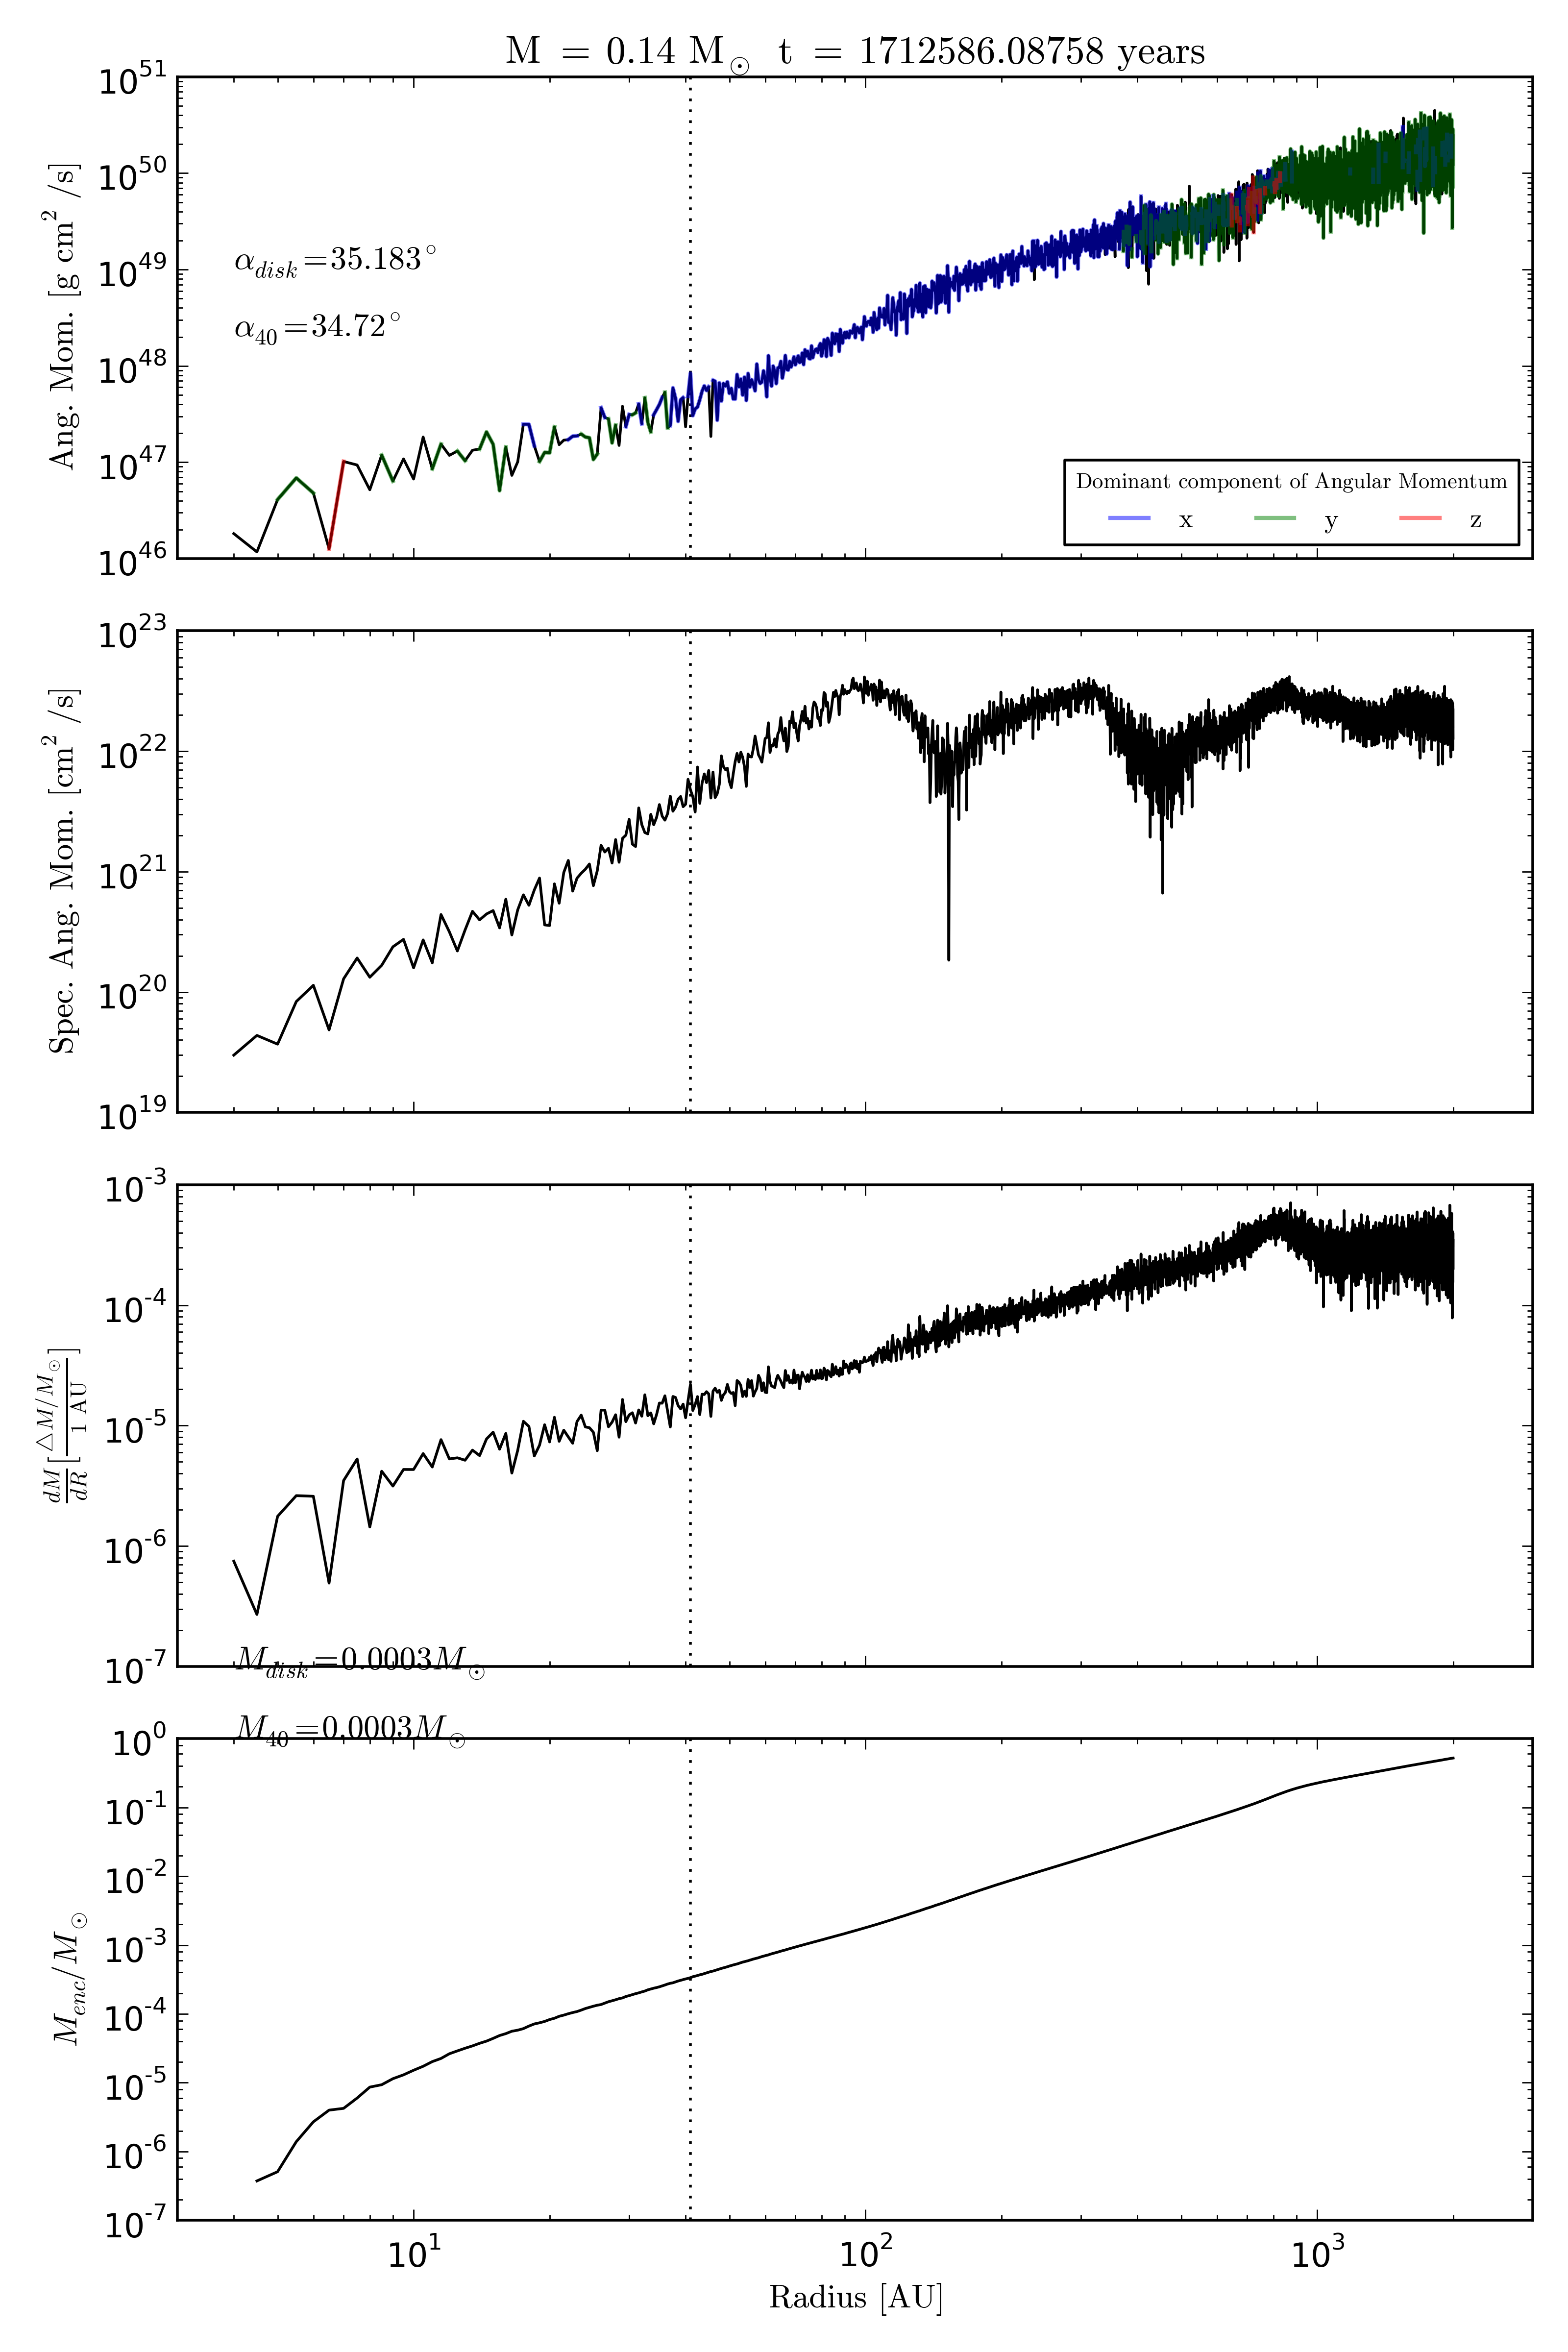 M = 0.14 M⊙ t = 1712586.08758 years
10^51
10^50
10^49
10^48
10^47
10^46
Ang. Mom. [g cm^2 /s]
α_disk=35.183°
α_40=34.72°
Dominant component of Angular Momentum
x y z
10^23
10^22
10^21
10^20
10^19
Spec. Ang. Mom. [cm^2 /s]
10^-3
10^-4
10^-5
10^-6
10^-7
dM/dR [△M/M⊙ / 1 AU]
M_disk=0.0003M⊙
M_40=0.0003M⊙
10^0
10^-1
10^-2
10^-3
10^-4
10^-5
10^-6
10^-7
M_enc/M⊙
10^1 10^2 10^3
Radius [AU]